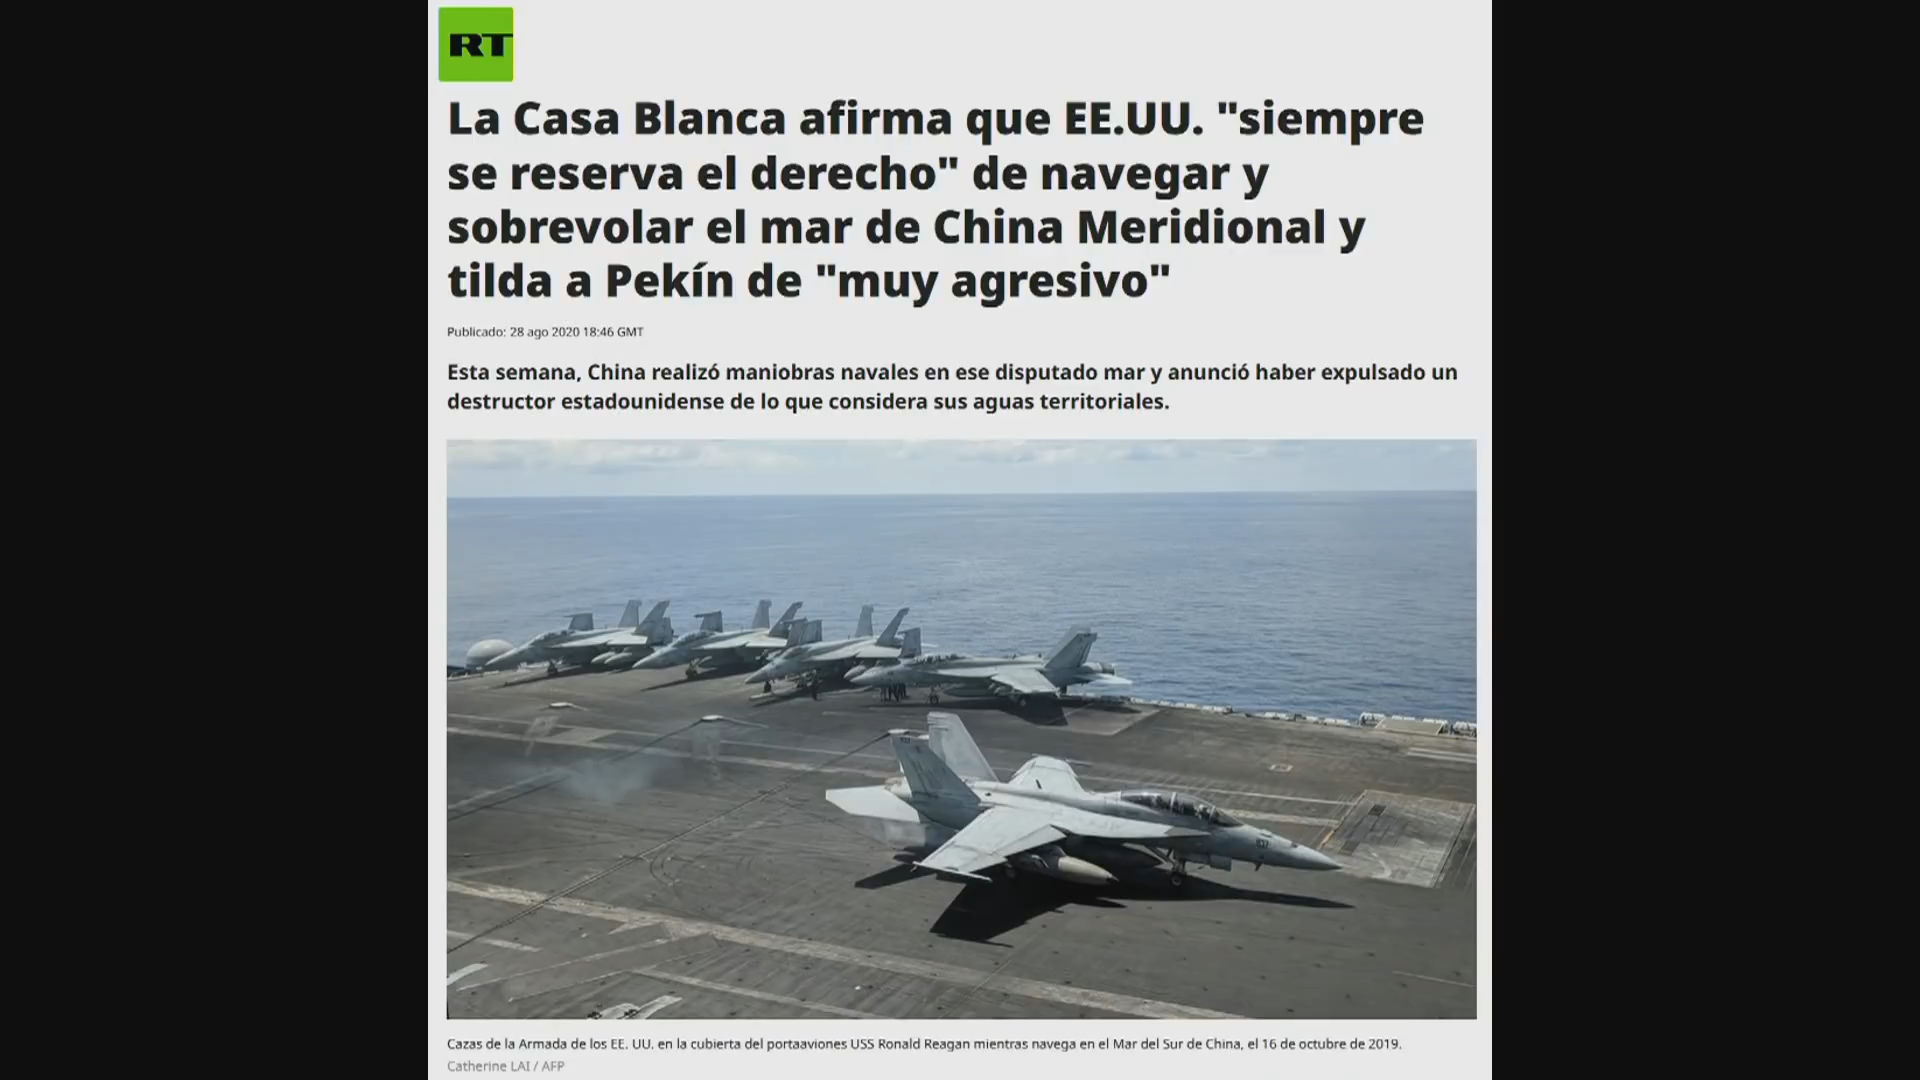 RT
La Casa Blanca afirma que EE.UU. "siempre
se reserva el derecho" de navegar y
sobrevolar el mar de China Meridional y
tilda a Pekín de "muy agresivo"
Publicado: 28 ago 2020 18:46 GMT
Esta semana, China realizó maniobras navales en ese disputado mar y anunció haber expulsado un
destructor estadounidense de lo que considera sus aguas territoriales.
Cazas de la Armada de los EE. UU. en la cubierta del portaaviones USS Ronald Reagan mientras navega en el Mar del Sur de China, el 16 de octubre de 2019.
Catherine LAI / AFP